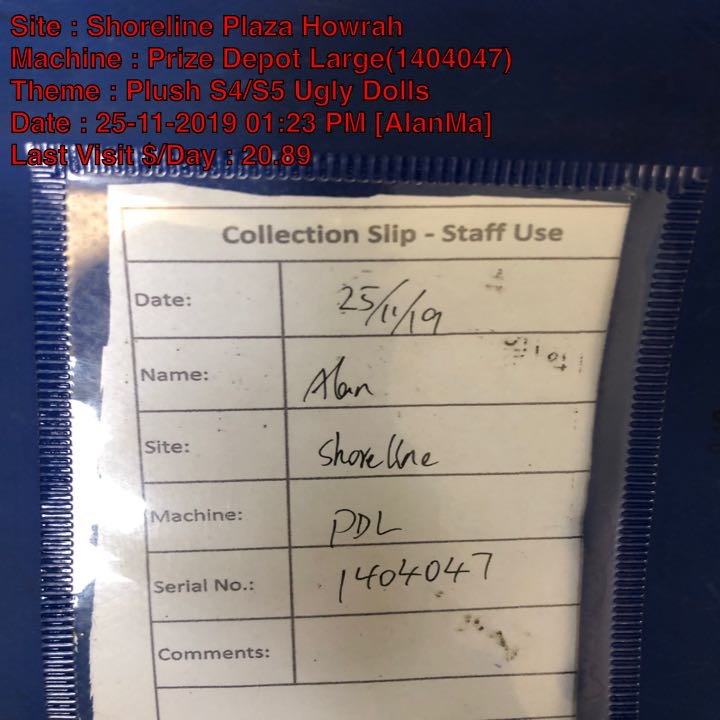 Site : Shoreline Plaza Howrah
Machine : Prize Depot Large(1404047)
Theme : Plush S4/S5 Ugly Dolls
Date : 25-11-2019 01:23 PM [AlanMa]
Last Visit $/Day : 20.89
Collection Slip - Staff Use
Date: 25/11/19
Name: Alan
Site: Shoreline
Machine: PDL
Serial No.: 1404047
Comments: